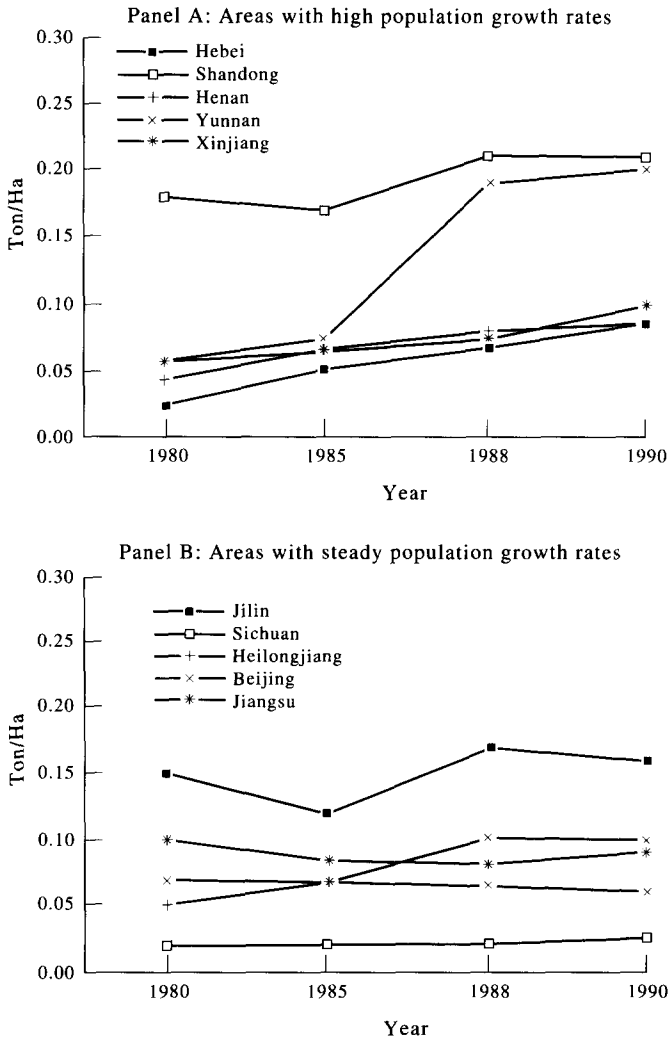 Panel A: Areas with high population growth rates
0.30
0.25
0.20
0.15
0.10
0.05
0.00
Ton/Ha
Hebei
Shandong
Henan
Yunnan
Xinjiang
1980 1985 1988 1990
Year
Panel B: Areas with steady population growth rates
0.30
0.25
0.20
0.15
0.10
0.05
0.00
Ton/Ha
Jilin
Sichuan
Heilongjiang
Beijing
Jiangsu
1980 1985 1988 1990
Year